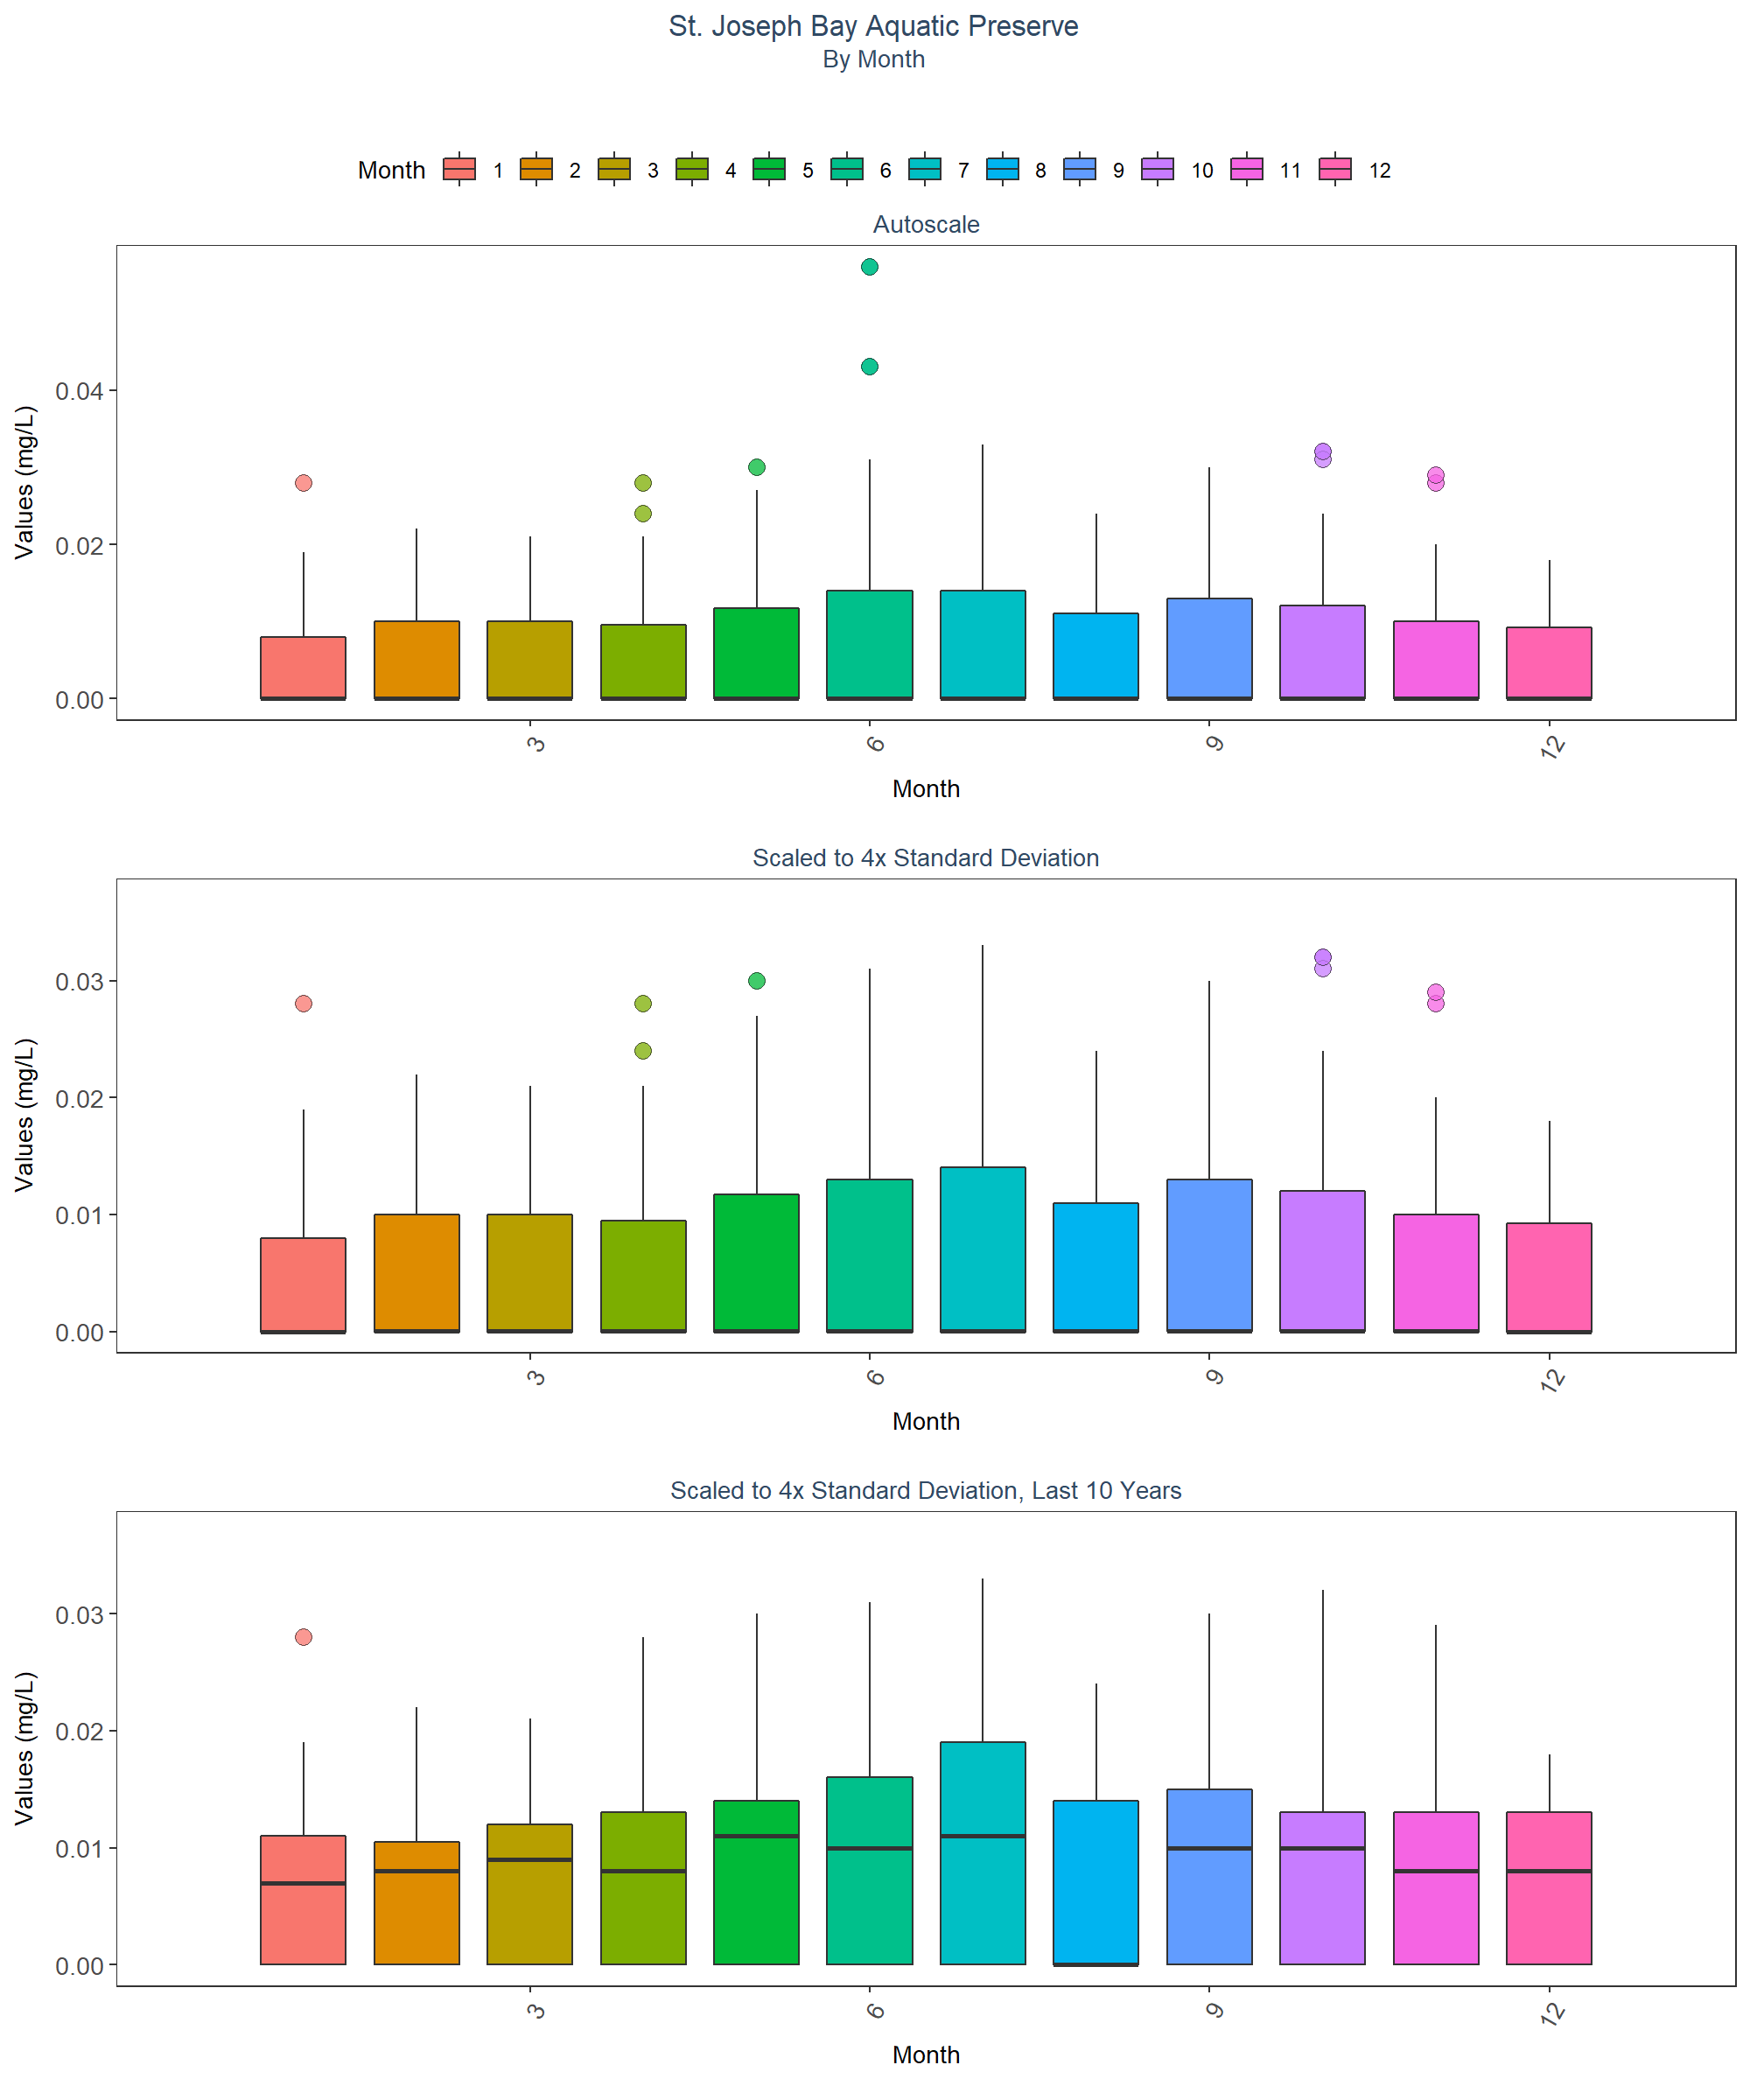 St. Joseph Bay Aquatic Preserve
By Month
Month 1 2 3 4 5 6 7 8 9 10 11 12
Autoscale
Values (mg/L)
0.04
0.02
0.00
3 6 9 12
Month
Scaled to 4x Standard Deviation
Values (mg/L)
0.03
0.02
0.01
0.00
3 6 9 12
Month
Scaled to 4x Standard Deviation, Last 10 Years
Values (mg/L)
0.03
0.02
0.01
0.00
3 6 9 12
Month